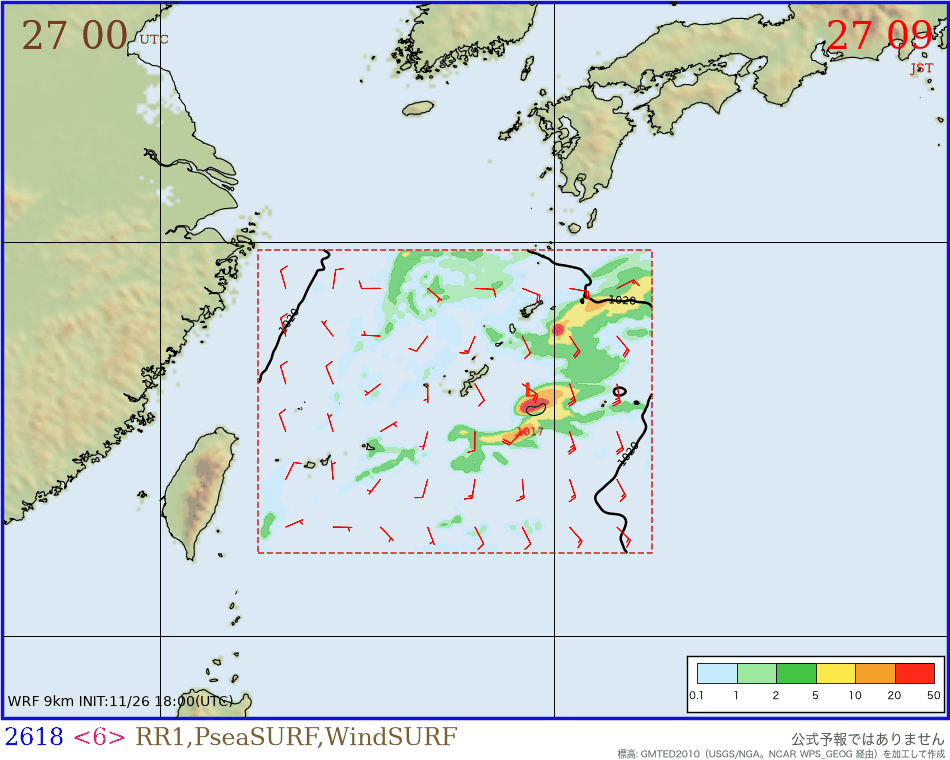 27 00 UTC
27 09
JST
1020
1020
L
1017
1020
WRF 9km INIT:11/26 18:00(UTC)
0.1 1 2 5 10 20 50
2618 <6> RR1,PseaSURF,WindSURF
公式予報ではありません
標高: GMTED2010（USGS/NGA。NCAR WPS_GEOG 経由）を加工して作成